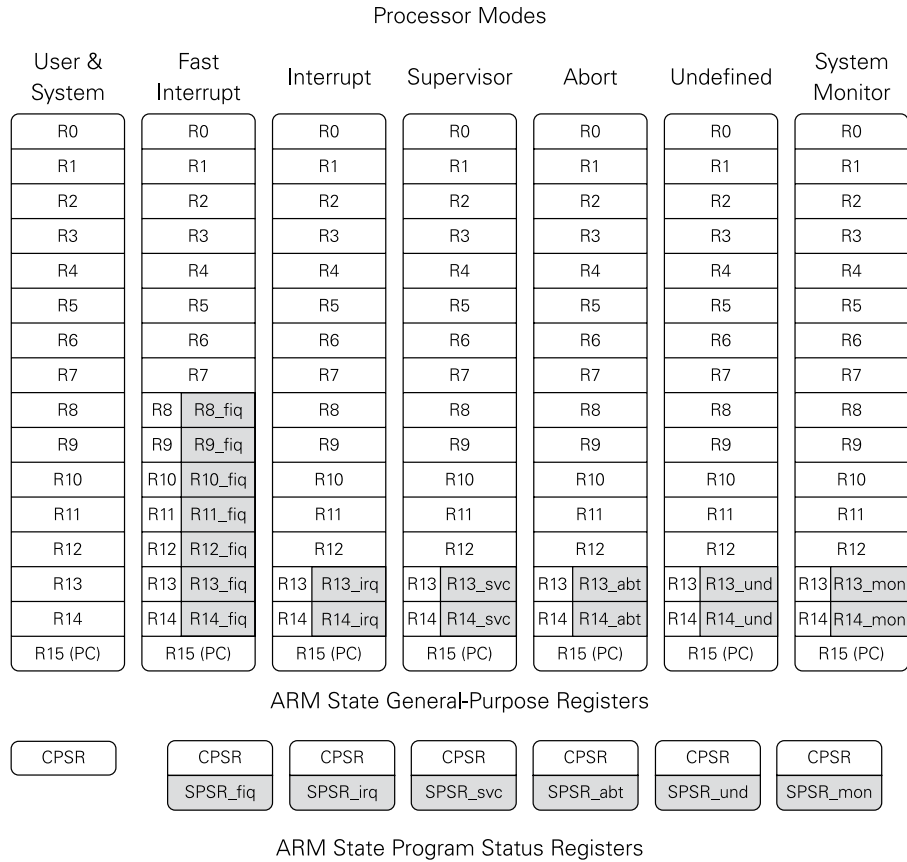 Processor Modes
User & System Fast Interrupt Interrupt Supervisor Abort Undefined System Monitor
R0 R0 R0 R0 R0 R0 R0
R1 R1 R1 R1 R1 R1 R1
R2 R2 R2 R2 R2 R2 R2
R3 R3 R3 R3 R3 R3 R3
R4 R4 R4 R4 R4 R4 R4
R5 R5 R5 R5 R5 R5 R5
R6 R6 R6 R6 R6 R6 R6
R7 R7 R7 R7 R7 R7 R7
R8 R8 R8_fiq R8 R8 R8 R8 R8
R9 R9 R9_fiq R9 R9 R9 R9 R9
R10 R10 R10_fiq R10 R10 R10 R10 R10
R11 R11 R11_fiq R11 R11 R11 R11 R11
R12 R12 R12_fiq R12 R12 R12 R12 R12
R13 R13 R13_fiq R13 R13_irq R13 R13_svc R13 R13_abt R13 R13_und R13 R13_mon
R14 R14 R14_fiq R14 R14_irq R14 R14_svc R14 R14_abt R14 R14_und R14 R14_mon
R15 (PC) R15 (PC) R15 (PC) R15 (PC) R15 (PC) R15 (PC) R15 (PC)
ARM State General-Purpose Registers
CPSR CPSR CPSR CPSR CPSR CPSR CPSR
SPSR_fiq SPSR_irq SPSR_svc SPSR_abt SPSR_und SPSR_mon
ARM State Program Status Registers